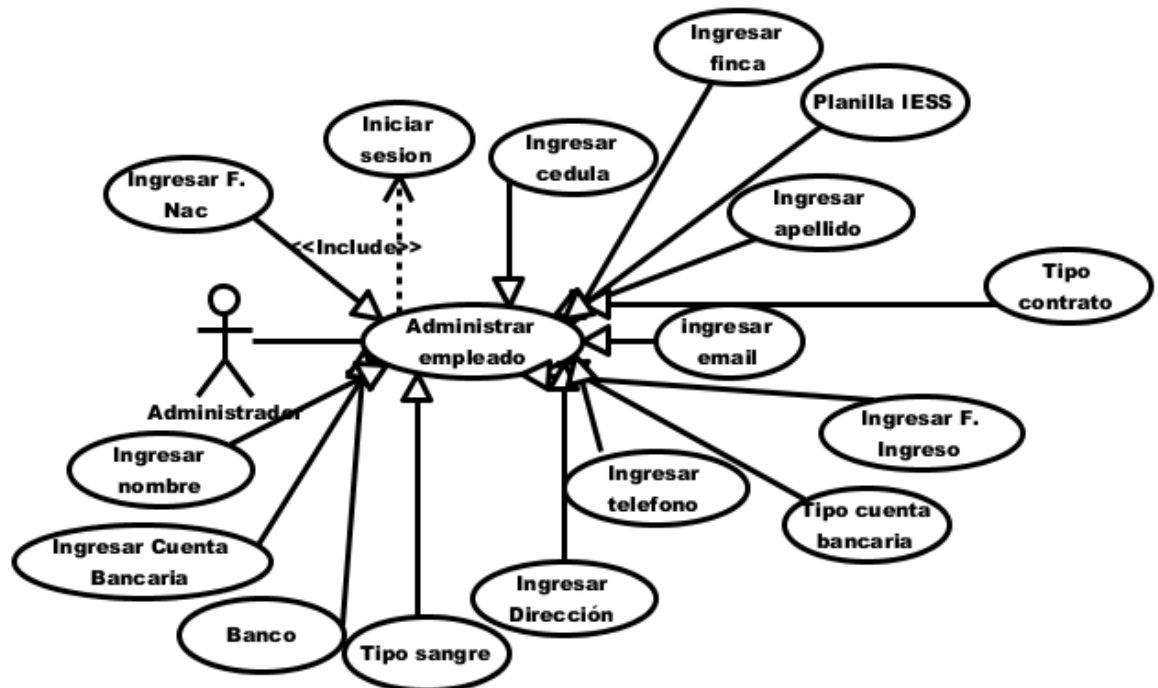 Ingresar
finca
Planilla IESS
Iniciar
sesion
Ingresar
cedula
Ingresar F.
Nac
Ingresar
apellido
<<Include>>
Tipo
contrato
Administrar
empleado
ingresar
email
Administrador
Ingresar F.
Ingreso
Ingresar
nombre
Ingresar
telefono
Tipo cuenta
bancaria
Ingresar Cuenta
Bancaria
Ingresar
Dirección
Banco
Tipo sangre